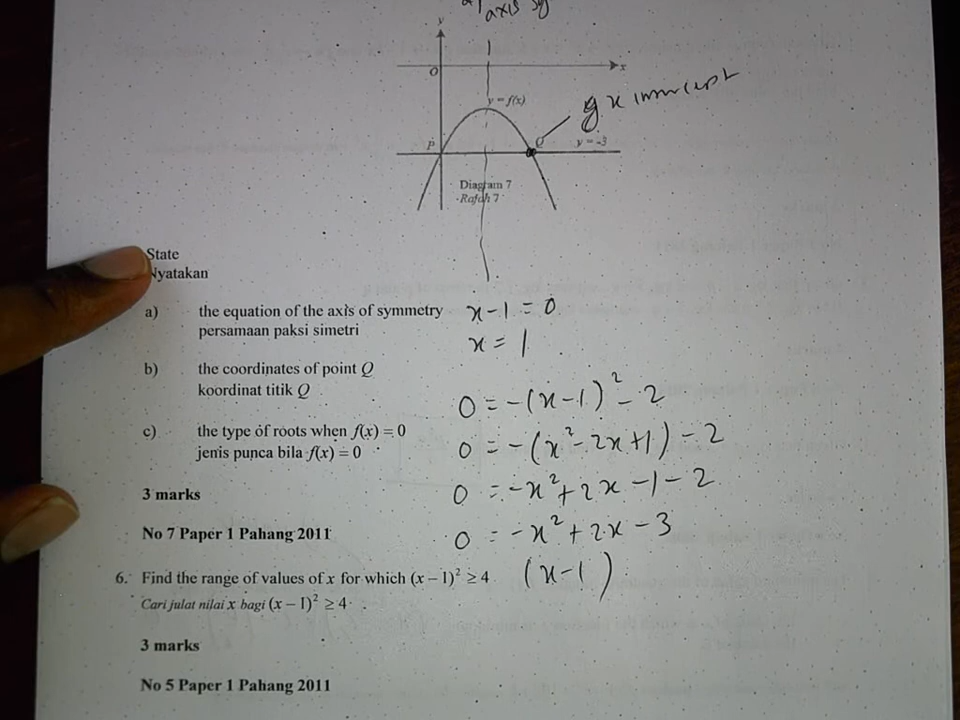 axis sy
y
O
x
y = f(x)
x intercept
P
Q
y = -3
Diagram 7
Rajah 7
State
Nyatakan
a) the equation of the axis of symmetry
persamaan paksi simetri
x - 1 = 0
x = 1
b) the coordinates of point Q
koordinat titik Q
0 = -(x-1)² - 2
c) the type of roots when f(x) = 0
jenis punca bila f(x) = 0
0 = -(x² - 2x + 1) - 2
0 = -x² + 2x - 1 - 2
3 marks
0 = -x² + 2x - 3
No 7 Paper 1 Pahang 2011
6. Find the range of values of x for which (x – 1)² ≥ 4
(x-1)
Cari julat nilai x bagi (x – 1)² ≥ 4
3 marks
No 5 Paper 1 Pahang 2011